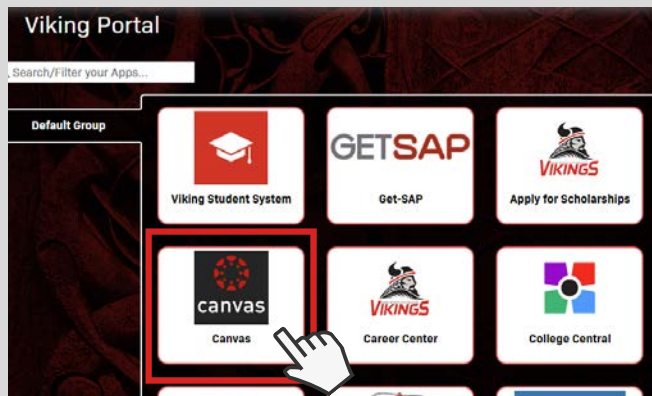 Viking Portal
Search/Filter your Apps...
Default Group
GETSAP
VIKINGS
Viking Student System
Get-SAP
Apply for Scholarships
canvas
VIKINGS
Canvas
Career Center
College Central